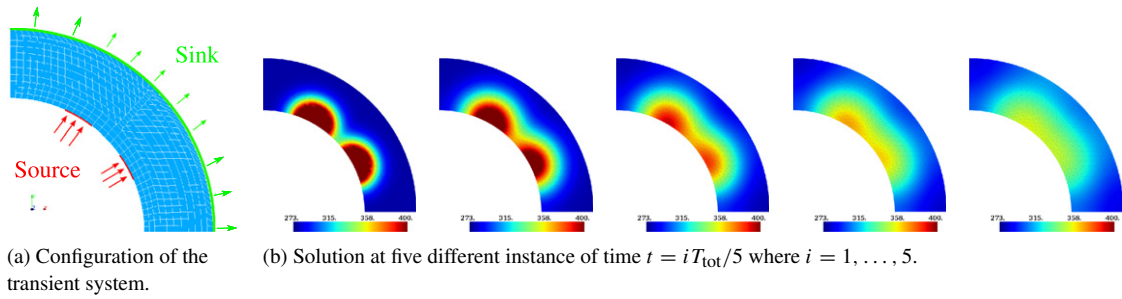 Sink
Source
273. 315. 358. 400.
273. 315. 358. 400.
273. 315. 358. 400.
273. 315. 358. 400.
273. 315. 358. 400.
(a) Configuration of the
transient system.
(b) Solution at five different instance of time t = iT_tot/5 where i = 1, . . . , 5.